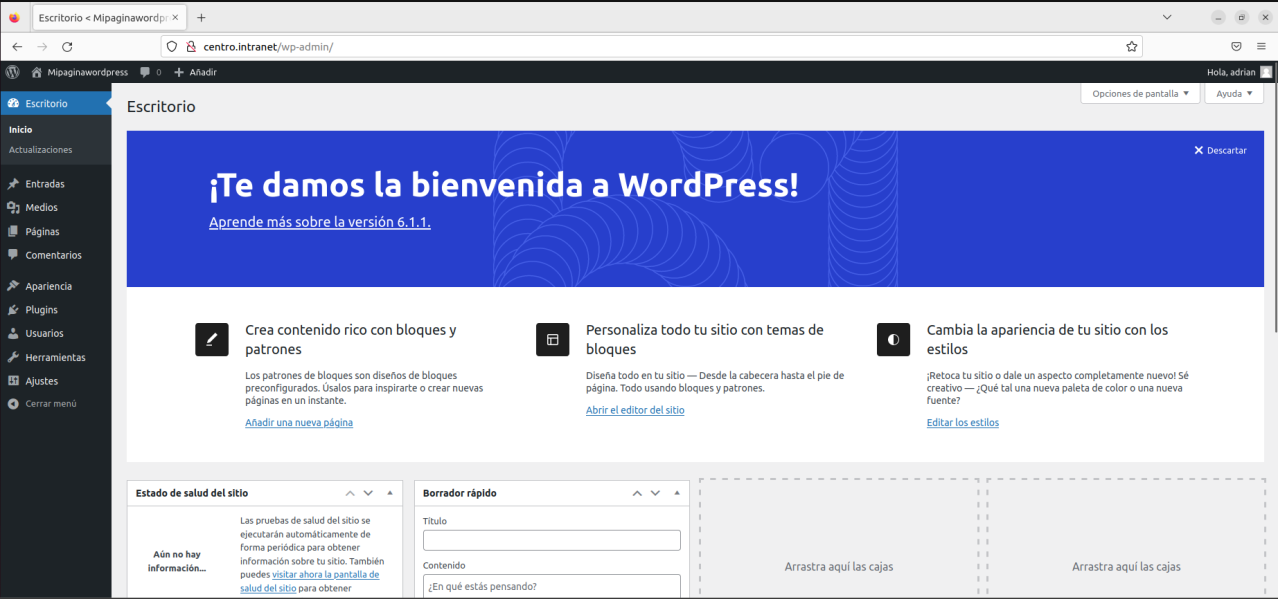 Escritorio < Mipaginawordpr
centro.intranet/wp-admin/
Mipaginawordpress 0 Añadir
Hola, adrian
Escritorio
Inicio
Actualizaciones
Entradas
Medios
Páginas
Comentarios
Apariencia
Plugins
Usuarios
Herramientas
Ajustes
Cerrar menú
Escritorio
Opciones de pantalla
Ayuda
Descartar
¡Te damos la bienvenida a WordPress!
Aprende más sobre la versión 6.1.1.
Crea contenido rico con bloques y
patrones
Los patrones de bloques son diseños de bloques
preconfigurados. Úsalos para inspirarte o crear nuevas
páginas en un instante.
Añadir una nueva página
Personaliza todo tu sitio con temas de
bloques
Diseña todo en tu sitio — Desde la cabecera hasta el pie de
página. Todo usando bloques y patrones.
Abrir el editor del sitio
Cambia la apariencia de tu sitio con los
estilos
¡Retoca tu sitio o dale un aspecto completamente nuevo! Sé
creativo — ¿Qué tal una nueva paleta de color o una nueva
fuente?
Editar los estilos
Estado de salud del sitio
Aún no hay
información...
Las pruebas de salud del sitio se
ejecutarán automáticamente de
forma periódica para obtener
información sobre tu sitio. También
puedes visitar ahora la pantalla de
salud del sitio para obtener
Borrador rápido
Título
Contenido
¿En qué estás pensando?
Arrastra aquí las cajas
Arrastra aquí las cajas